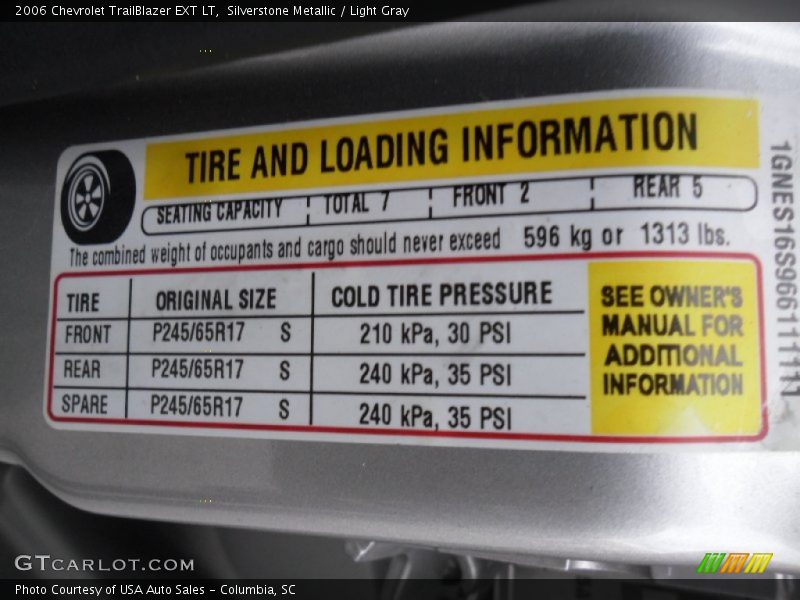 2006 Chevrolet TrailBlazer EXT LT,  Silverstone Metallic / Light Gray
TIRE AND LOADING INFORMATION
SEATING CAPACITY ¦ TOTAL 7 ¦ FRONT 2 ¦ REAR 5
The combined weight of occupants and cargo should never exceed 596 kg or 1313 lbs.
TIRE ORIGINAL SIZE COLD TIRE PRESSURE
FRONT P245/65R17 S 210 kPa, 30 PSI
REAR P245/65R17 S 240 kPa, 35 PSI
SPARE P245/65R17 S 240 kPa, 35 PSI
SEE OWNER'S
MANUAL FOR
ADDITIONAL
INFORMATION
1GNES16S966111111
GTCARLOT.COM
Photo Courtesy of USA Auto Sales - Columbia, SC